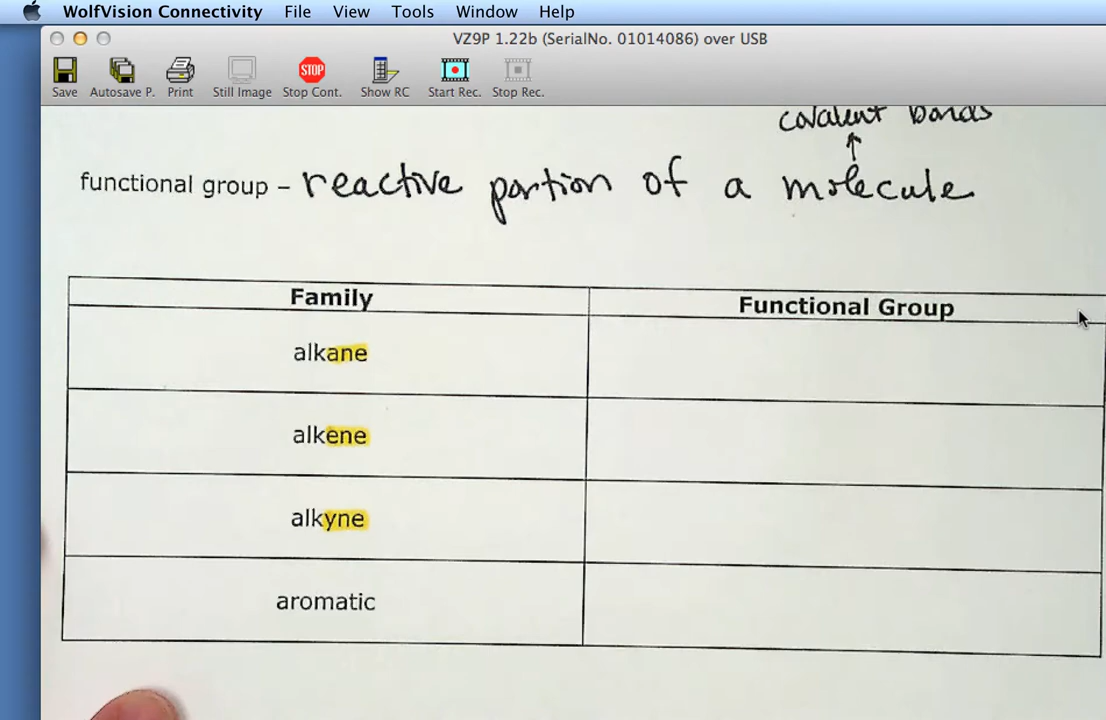 WolfVision Connectivity File View Tools Window Help
VZ9P 1.22b (SerialNo. 01014086) over USB
Save Autosave P. Print Still Image Stop Cont. Show RC Start Rec. Stop Rec.
STOP
covalent bonds
functional group – reactive portion of a molecule
Family Functional Group
alkane
alkene
alkyne
aromatic